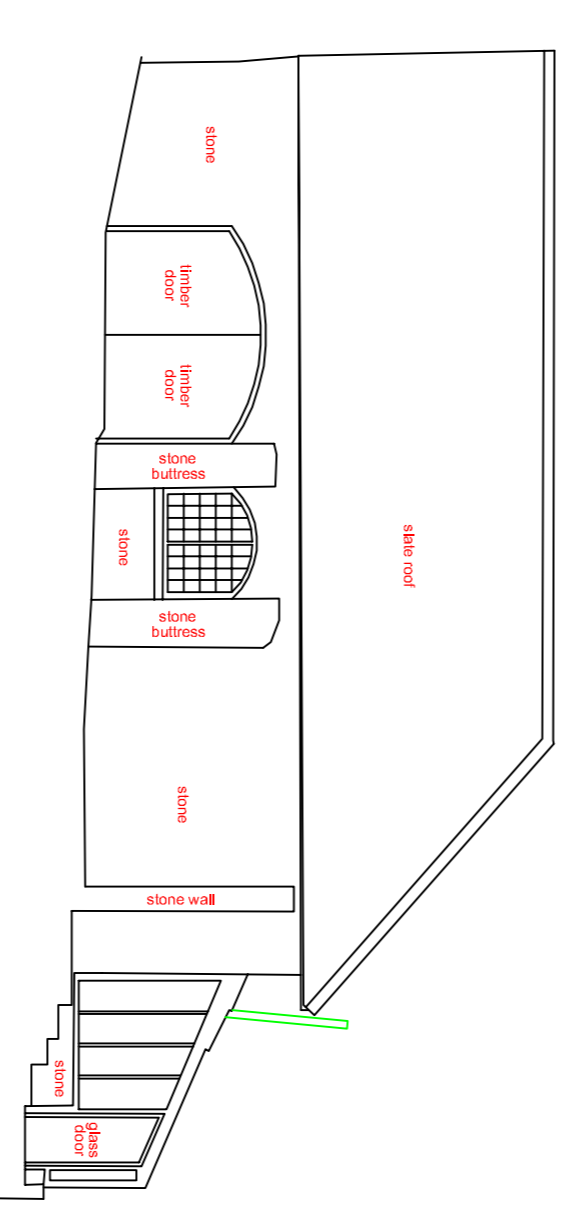 stone
timber
door
timber
door
stone
buttress
stone
slate roof
stone
buttress
stone
stone wall
stone
glass
door